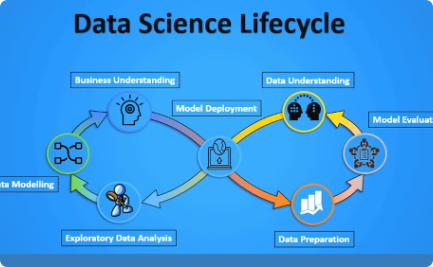 Data Science Lifecycle
Business Understanding
Data Understanding
Model Deployment
Model Evaluat
ta Modelling
Exploratory Data Analysis
Data Preparation